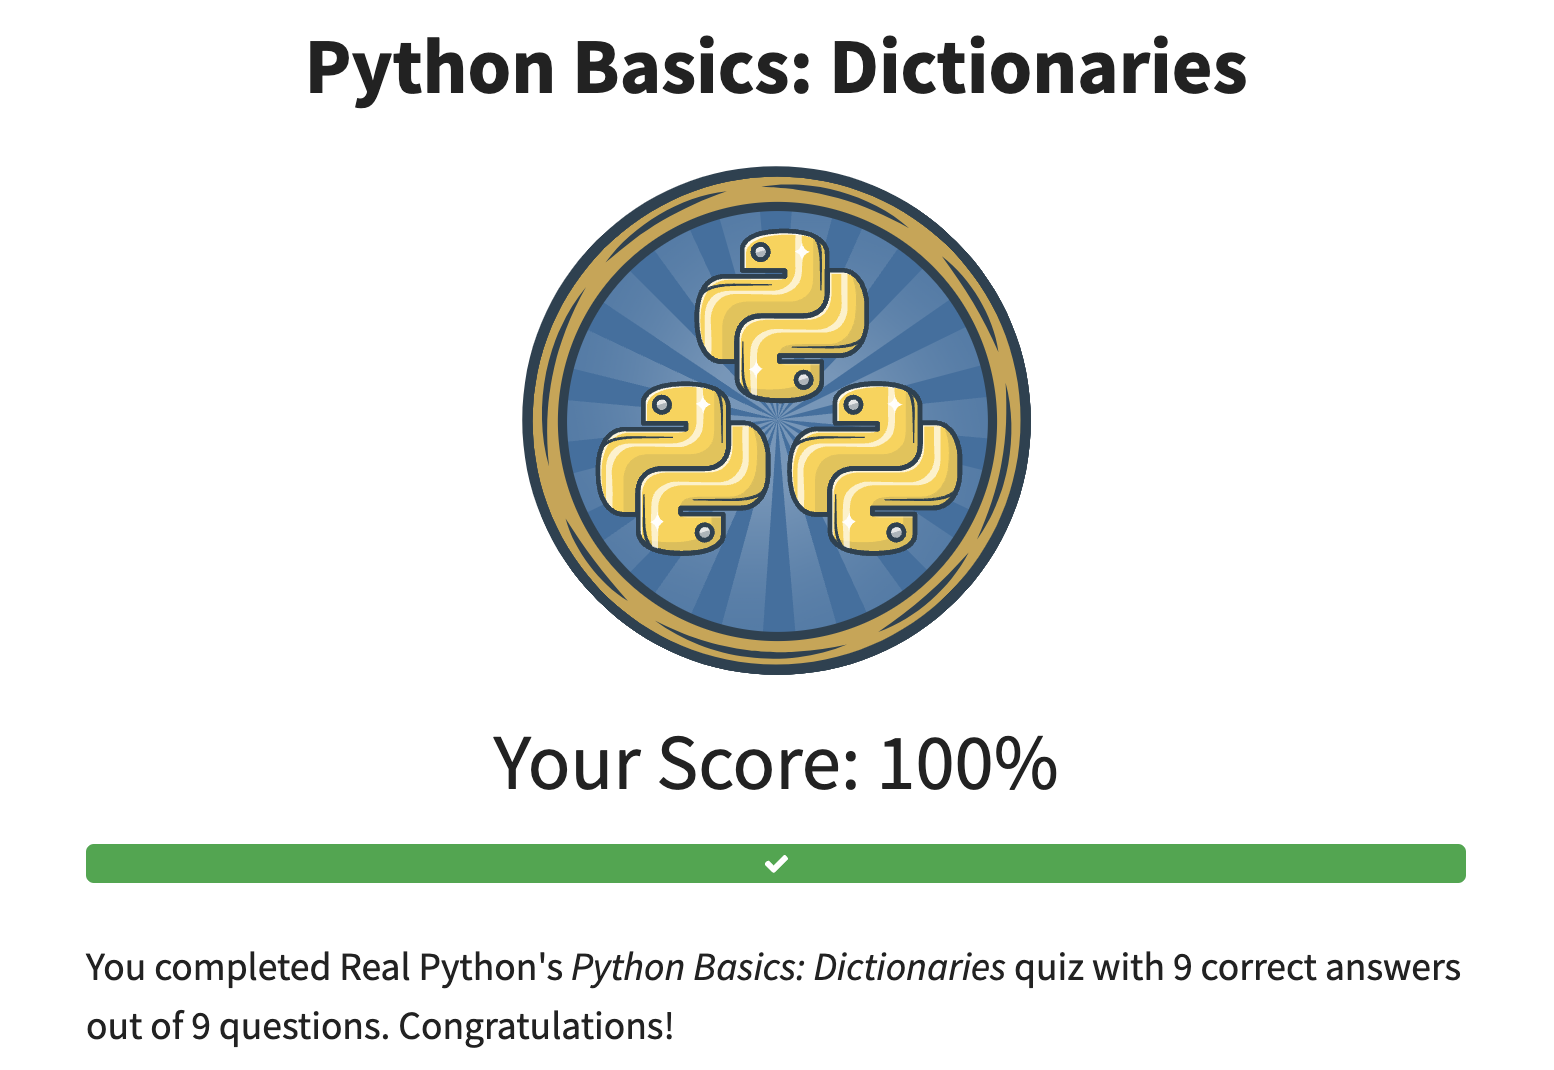 Python Basics: Dictionaries
Your Score: 100%
You completed Real Python's Python Basics: Dictionaries quiz with 9 correct answers
out of 9 questions. Congratulations!